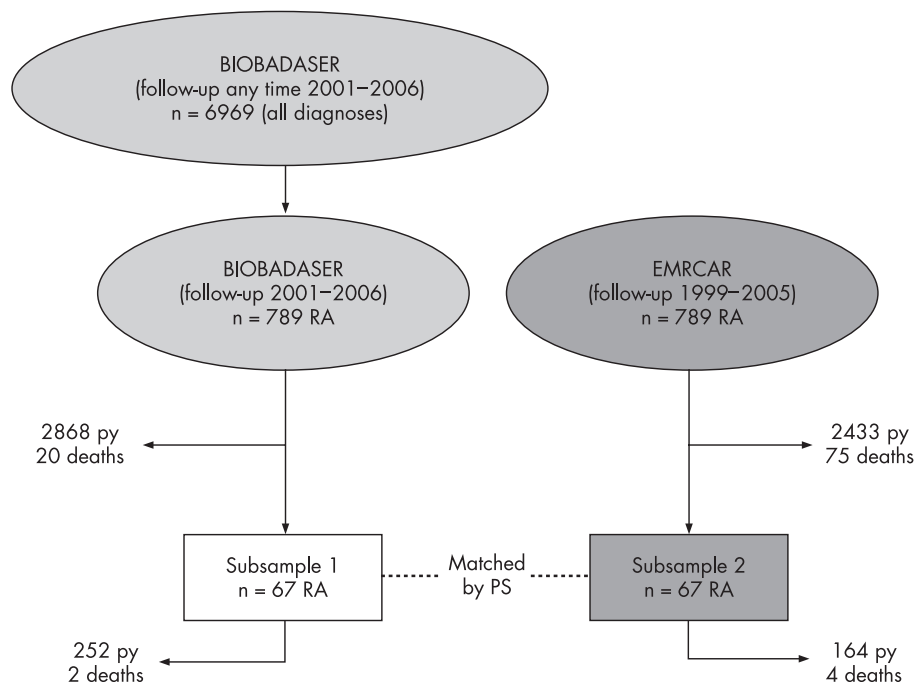 BIOBADASER
(follow-up any time 2001–2006)
n = 6969 (all diagnoses)
BIOBADASER
(follow-up 2001–2006)
n = 789 RA
EMRCAR
(follow-up 1999–2005)
n = 789 RA
2868 py
20 deaths
2433 py
75 deaths
Subsample 1
n = 67 RA
Matched
by PS
Subsample 2
n = 67 RA
252 py
2 deaths
164 py
4 deaths